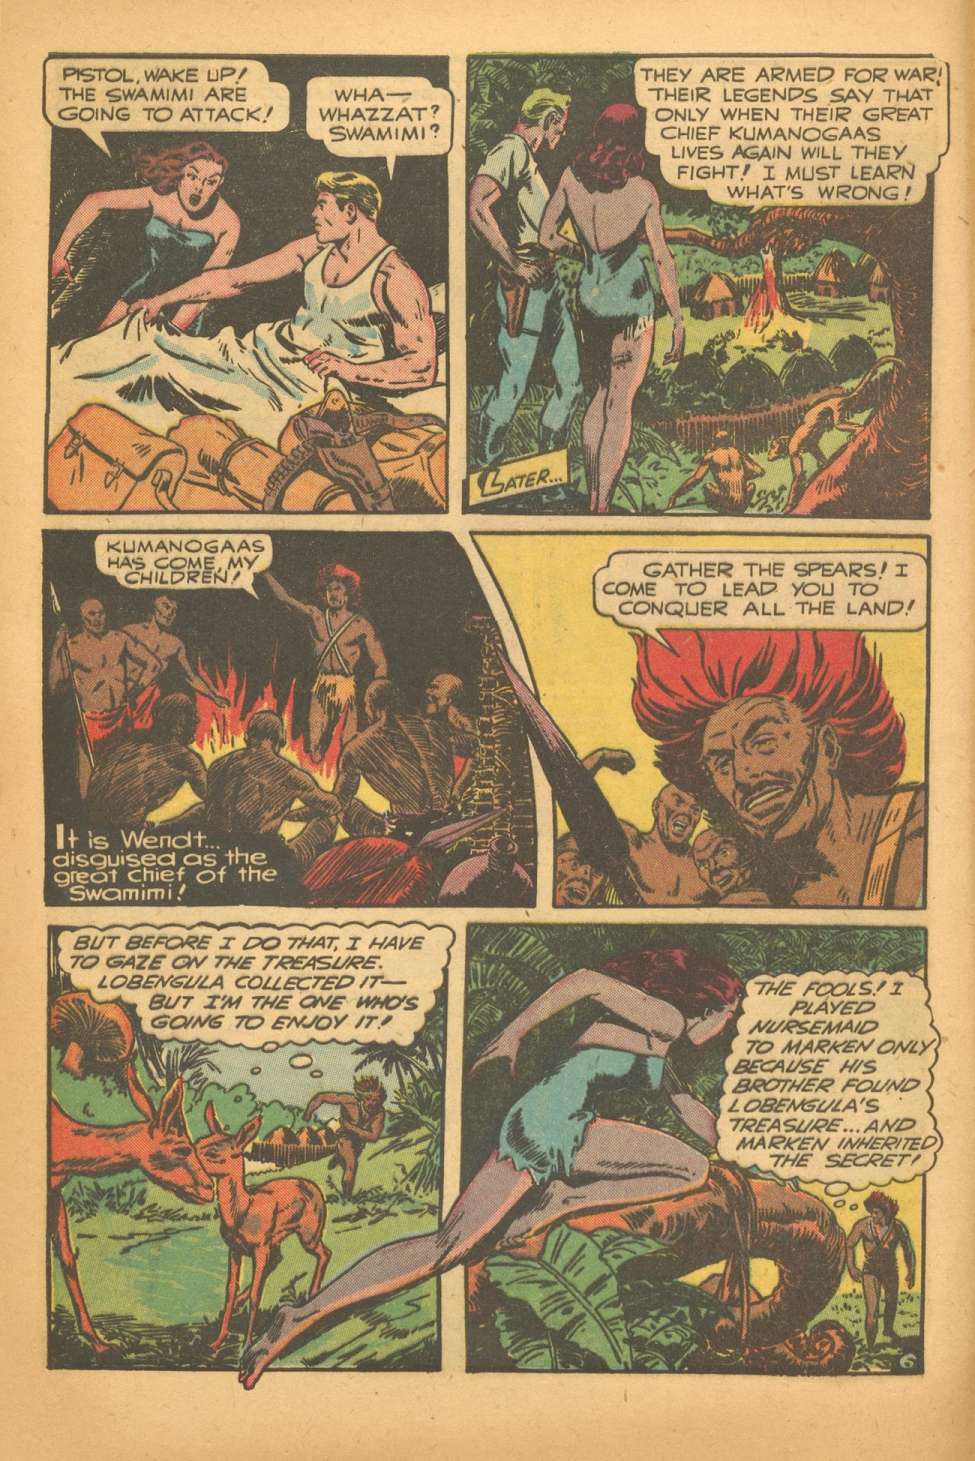 PISTOL, WAKE UP!
THE SWAMIMI ARE
GOING TO ATTACK!
WHA—
WHAZZAT?
SWAMIMI?
THEY ARE ARMED FOR WAR!
THEIR LEGENDS SAY THAT
ONLY WHEN THEIR GREAT
CHIEF KUMANOGAAS
LIVES AGAIN WILL THEY
FIGHT! I MUST LEARN
WHAT'S WRONG!
LATER...
KUMANOGAAS
HAS COME, MY
CHILDREN!
It is Wendt...
disguised as the
great chief of the
Swamimi!
GATHER THE SPEARS! I
COME TO LEAD YOU TO
CONQUER ALL THE LAND!
BUT BEFORE I DO THAT, I HAVE
TO GAZE ON THE TREASURE.
LOBENGULA COLLECTED IT—
BUT I'M THE ONE WHO'S
GOING TO ENJOY IT!
THE FOOLS! I
PLAYED
NURSEMAID
TO MARKEN ONLY
BECAUSE HIS
BROTHER FOUND
LOBENGULA'S
TREASURE... AND
MARKEN INHERITED
THE SECRET!
6